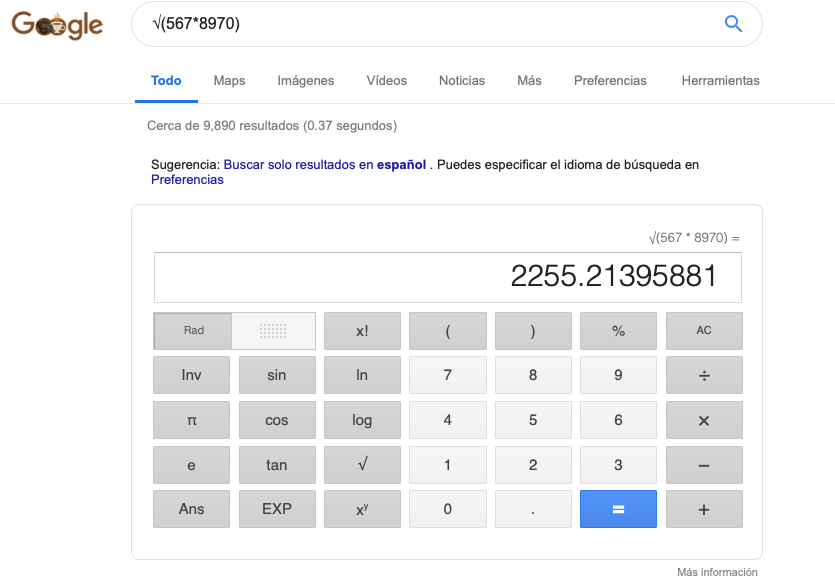 Google
√(567*8970)
Todo Maps Imágenes Vídeos Noticias Más Preferencias Herramientas
Cerca de 9,890 resultados (0.37 segundos)
Sugerencia: Buscar solo resultados en español . Puedes especificar el idioma de búsqueda en
Preferencias
√(567 * 8970) =
2255.21395881
Rad x! ( ) % AC
Inv sin ln 7 8 9 ÷
π cos log 4 5 6 ×
e tan √ 1 2 3 −
Ans EXP xʸ 0 . = +
Más información